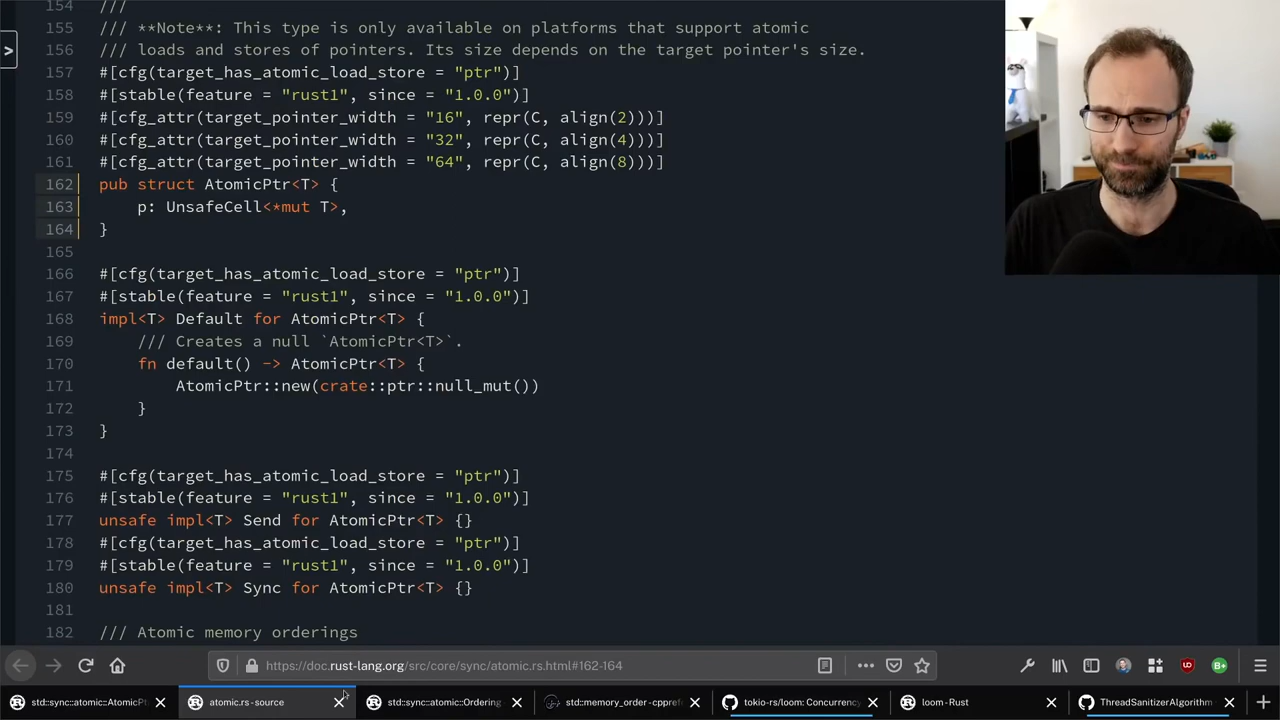 154 ///
155 /// **Note**: This type is only available on platforms that support atomic
156 /// loads and stores of pointers. Its size depends on the target pointer's size.
157 #[cfg(target_has_atomic_load_store = "ptr")]
158 #[stable(feature = "rust1", since = "1.0.0")]
159 #[cfg_attr(target_pointer_width = "16", repr(C, align(2)))]
160 #[cfg_attr(target_pointer_width = "32", repr(C, align(4)))]
161 #[cfg_attr(target_pointer_width = "64", repr(C, align(8)))]
162 pub struct AtomicPtr<T> {
163     p: UnsafeCell<*mut T>,
164 }
165
166 #[cfg(target_has_atomic_load_store = "ptr")]
167 #[stable(feature = "rust1", since = "1.0.0")]
168 impl<T> Default for AtomicPtr<T> {
169     /// Creates a null `AtomicPtr<T>`.
170     fn default() -> AtomicPtr<T> {
171         AtomicPtr::new(crate::ptr::null_mut())
172     }
173 }
174
175 #[cfg(target_has_atomic_load_store = "ptr")]
176 #[stable(feature = "rust1", since = "1.0.0")]
177 unsafe impl<T> Send for AtomicPtr<T> {}
178 #[cfg(target_has_atomic_load_store = "ptr")]
179 #[stable(feature = "rust1", since = "1.0.0")]
180 unsafe impl<T> Sync for AtomicPtr<T> {}
181
182 /// Atomic memory orderings
https://doc.rust-lang.org/src/core/sync/atomic.rs.html#162-164
std::sync::atomic::AtomicPt
atomic.rs - source
std::sync::atomic::Ordering
std::memory_order - cppref
tokio-rs/loom: Concurrency
loom - Rust
ThreadSanitizerAlgorithm